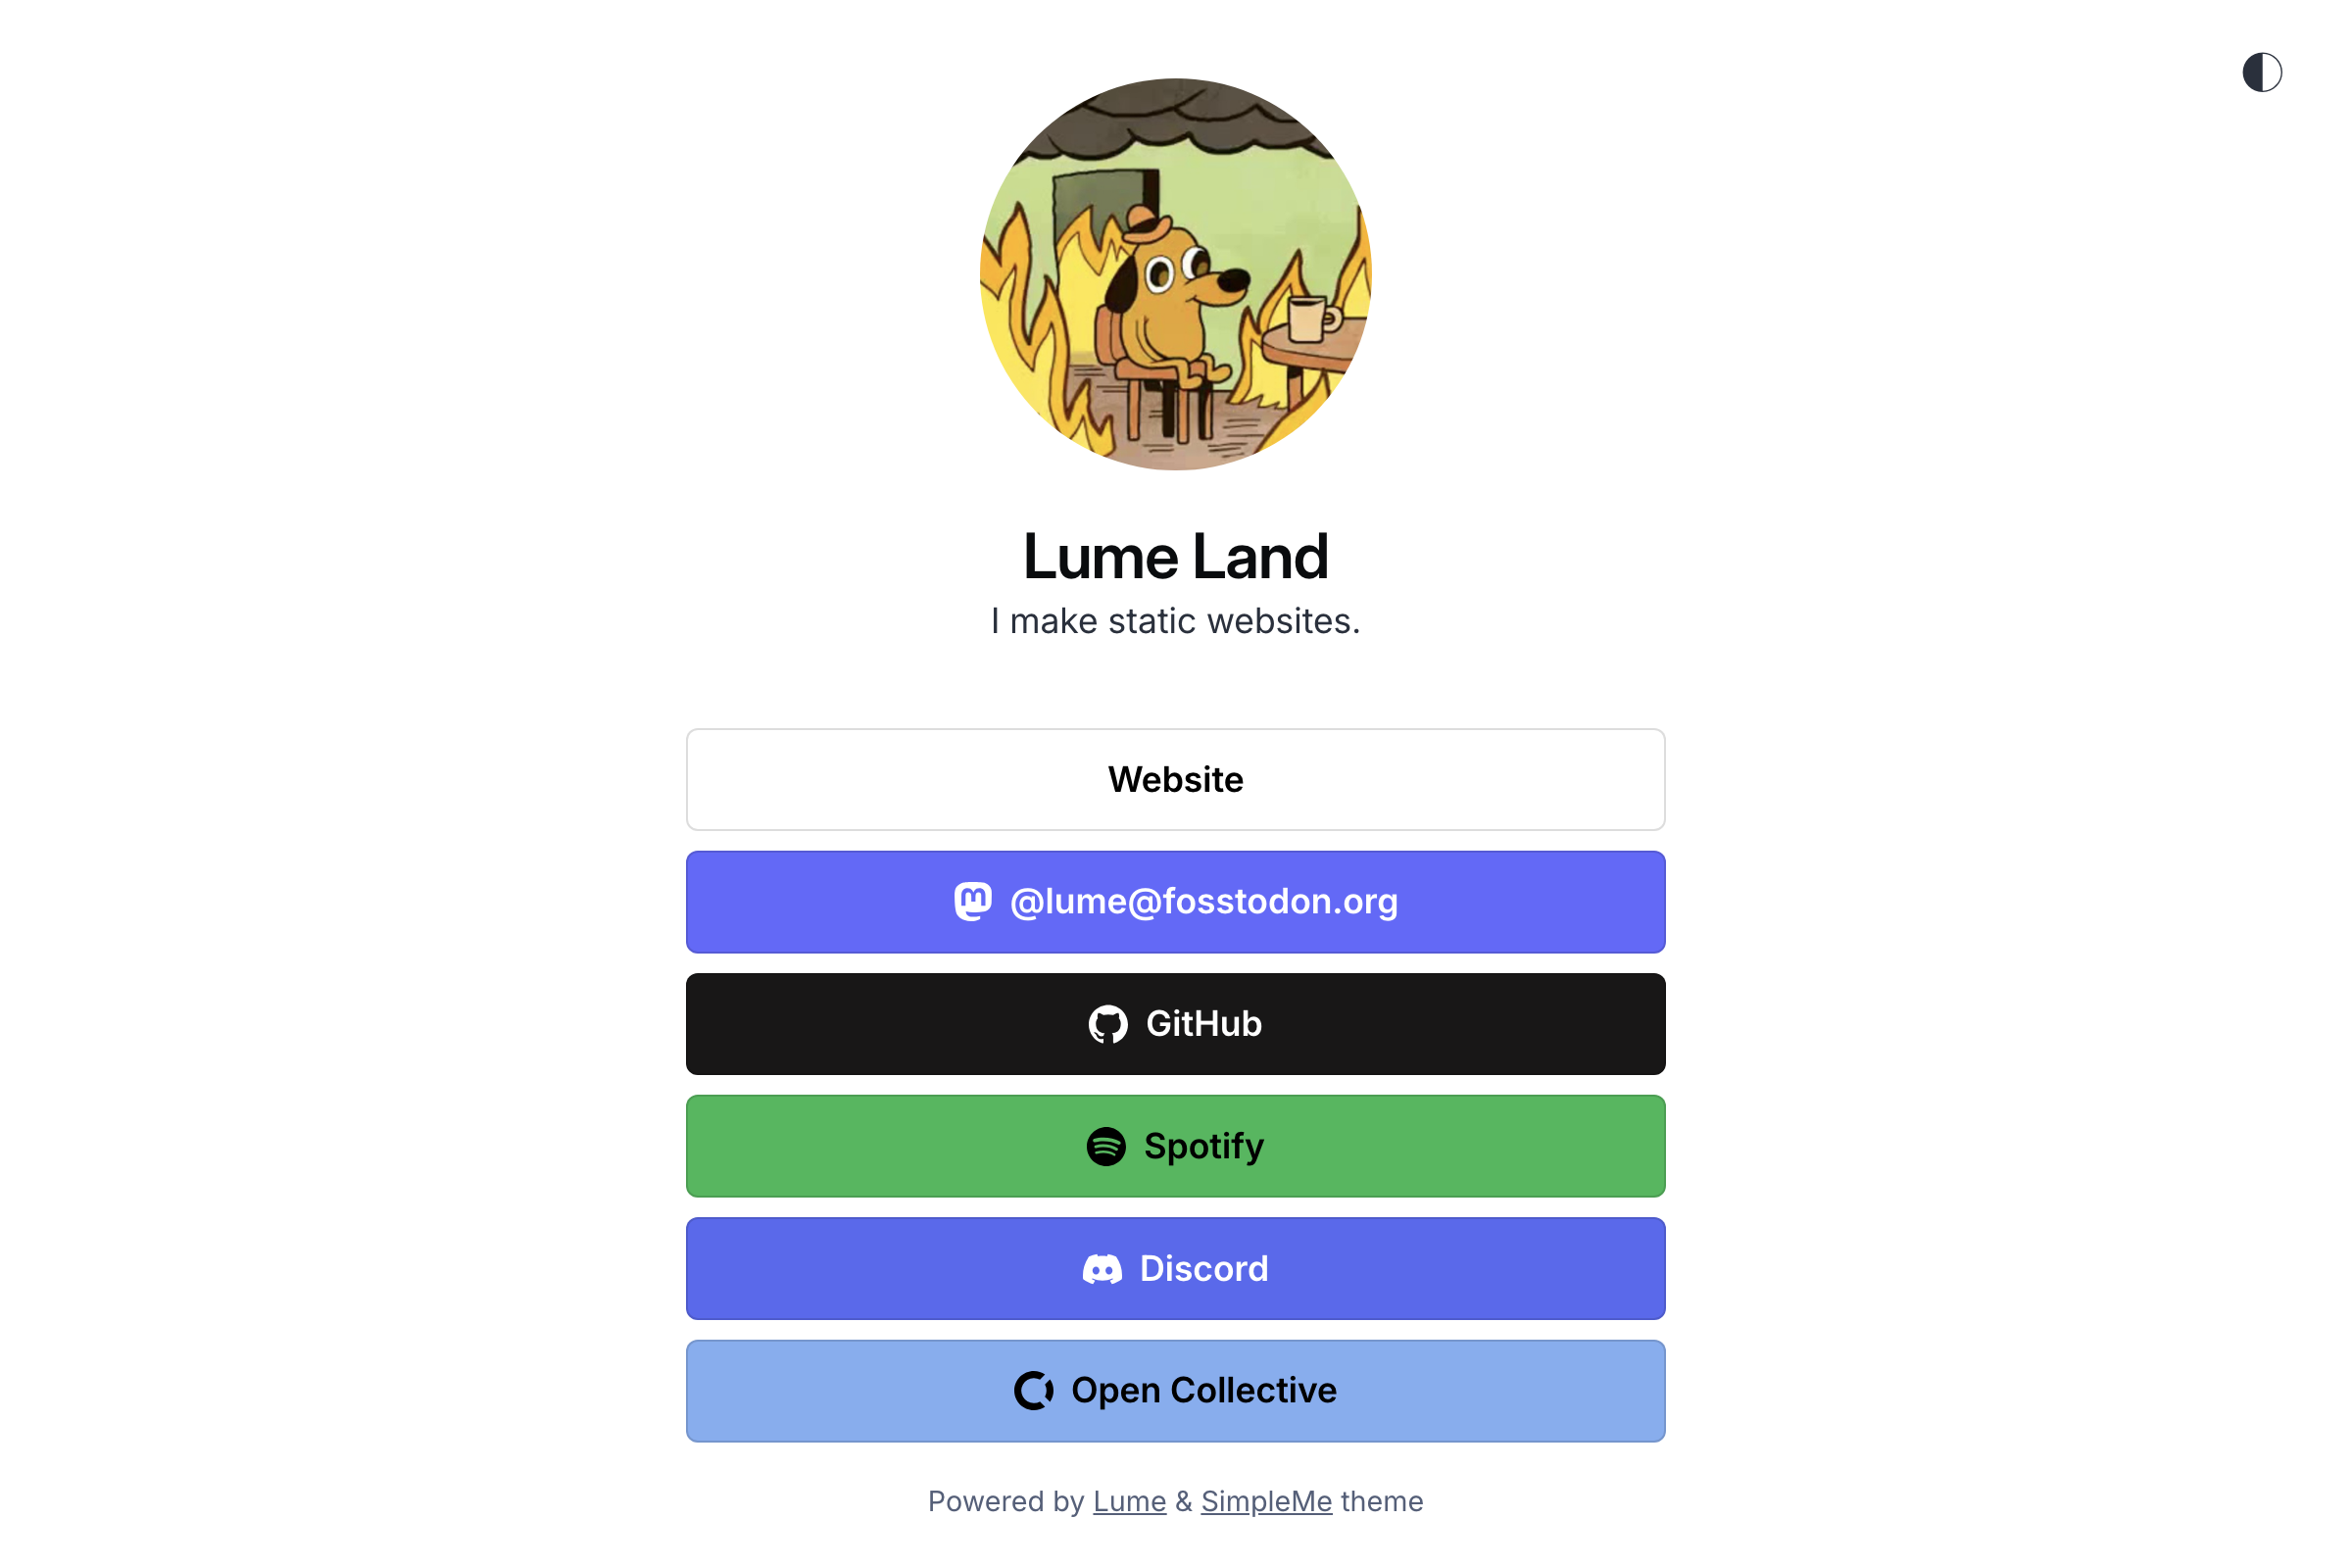 Lume Land
I make static websites.
Website
@lume@fosstodon.org
GitHub
Spotify
Discord
Open Collective
Powered by Lume & SimpleMe theme